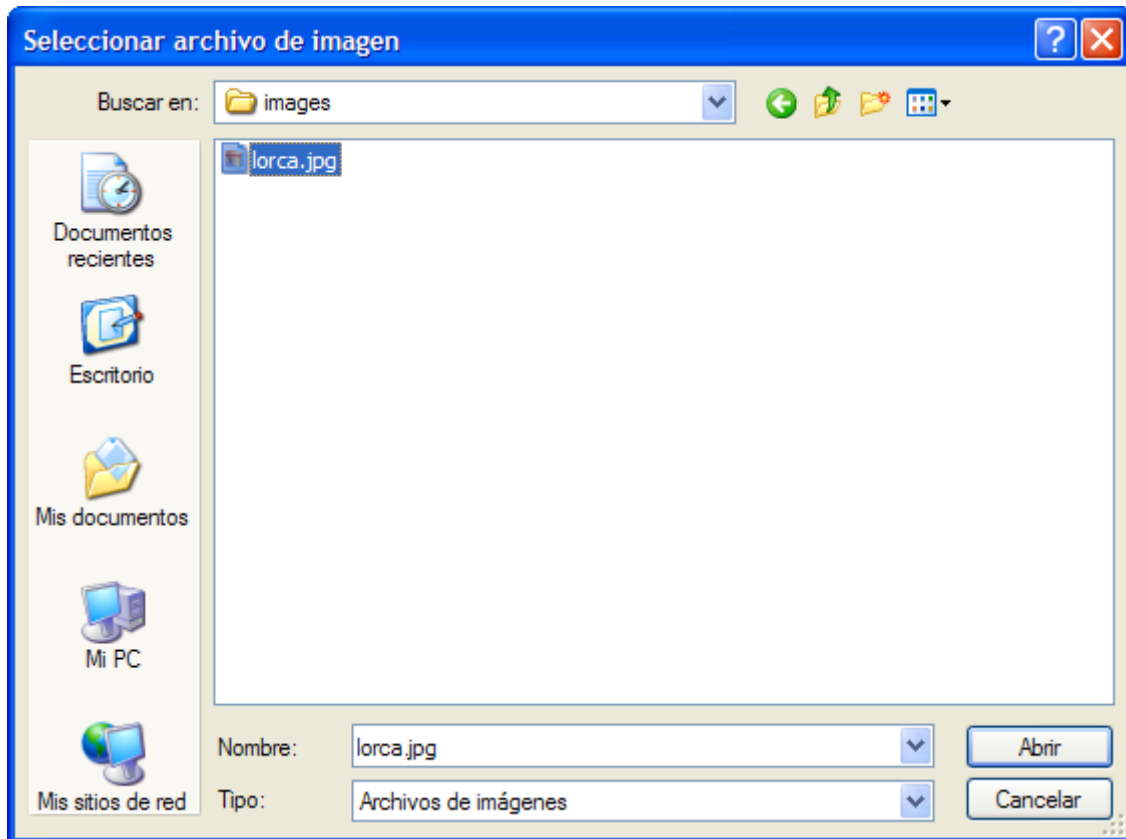 Seleccionar archivo de imagen
Buscar en:
images
lorca.jpg
Documentos
recientes
Escritorio
Mis documentos
Mi PC
Mis sitios de red
Nombre:
lorca.jpg
Abrir
Tipo:
Archivos de imágenes
Cancelar